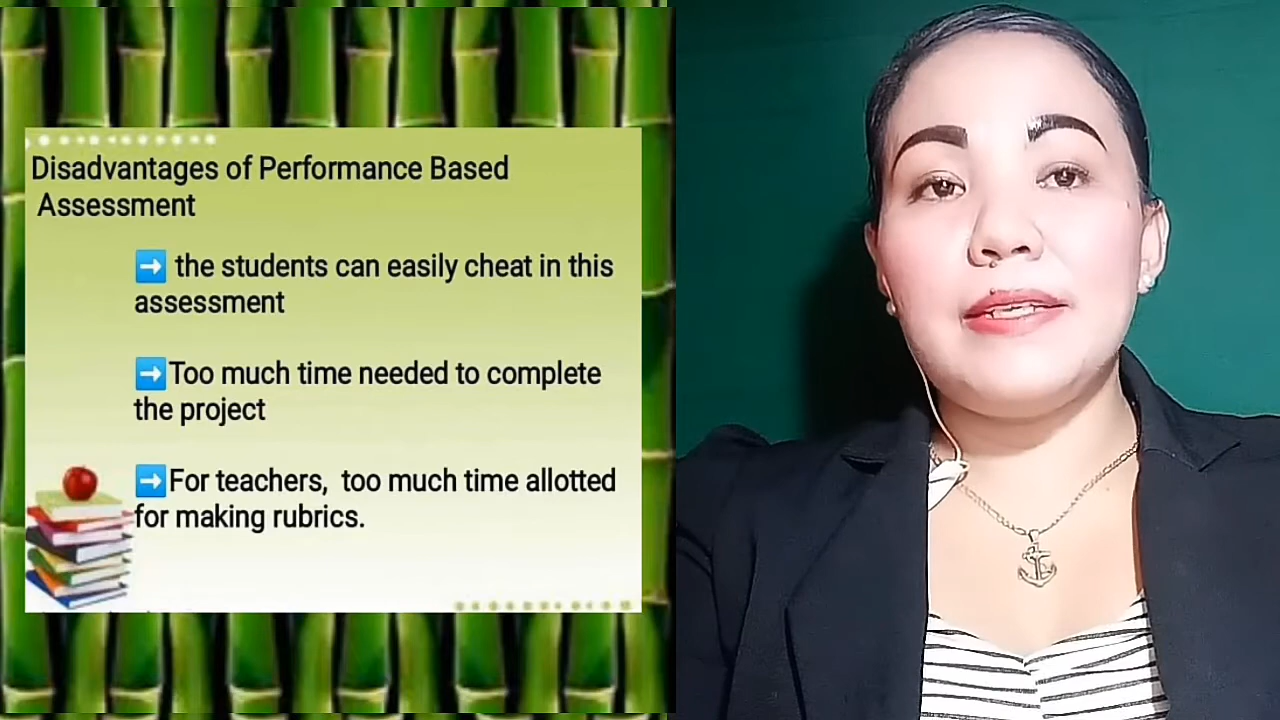 Disadvantages of Performance Based
Assessment
➡ the students can easily cheat in this
assessment
➡Too much time needed to complete
the project
➡For teachers, too much time allotted
for making rubrics.